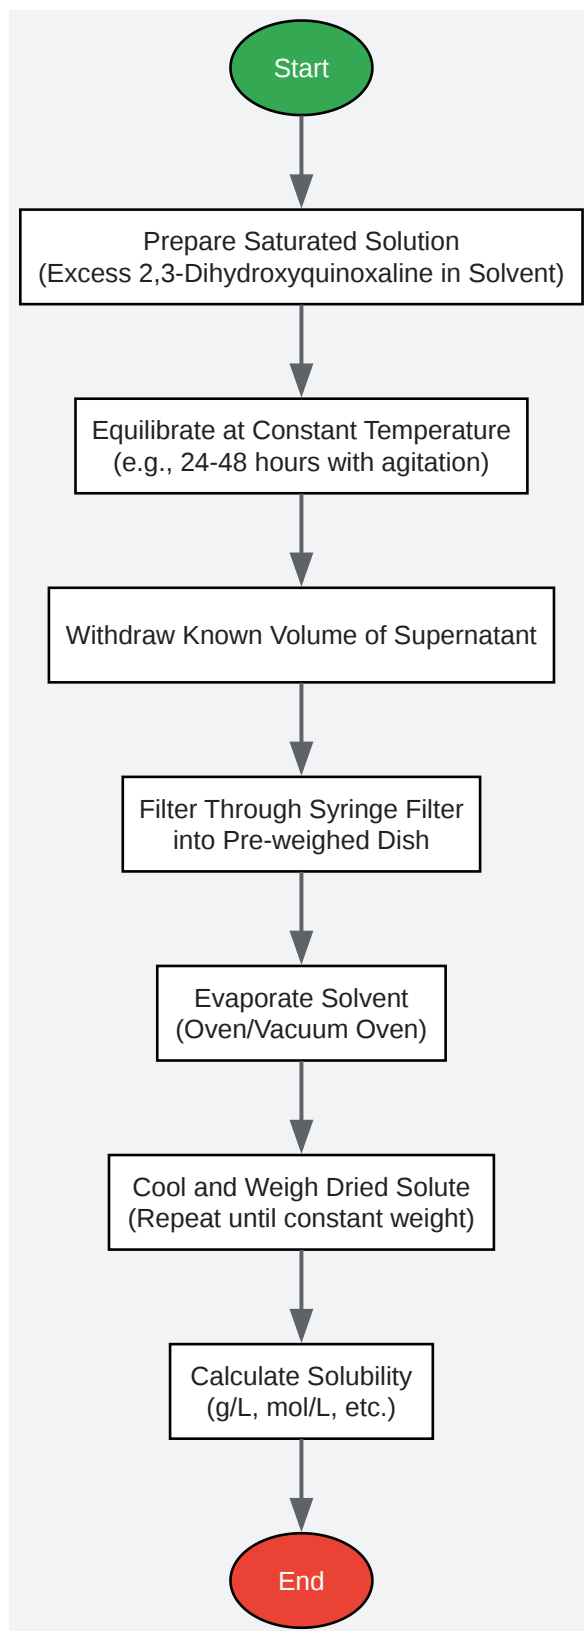 Start
Prepare Saturated Solution
(Excess 2,3-Dihydroxyquinoxaline in Solvent)
Equilibrate at Constant Temperature
(e.g., 24-48 hours with agitation)
Withdraw Known Volume of Supernatant
Filter Through Syringe Filter
into Pre-weighed Dish
Evaporate Solvent
(Oven/Vacuum Oven)
Cool and Weigh Dried Solute
(Repeat until constant weight)
Calculate Solubility
(g/L, mol/L, etc.)
End